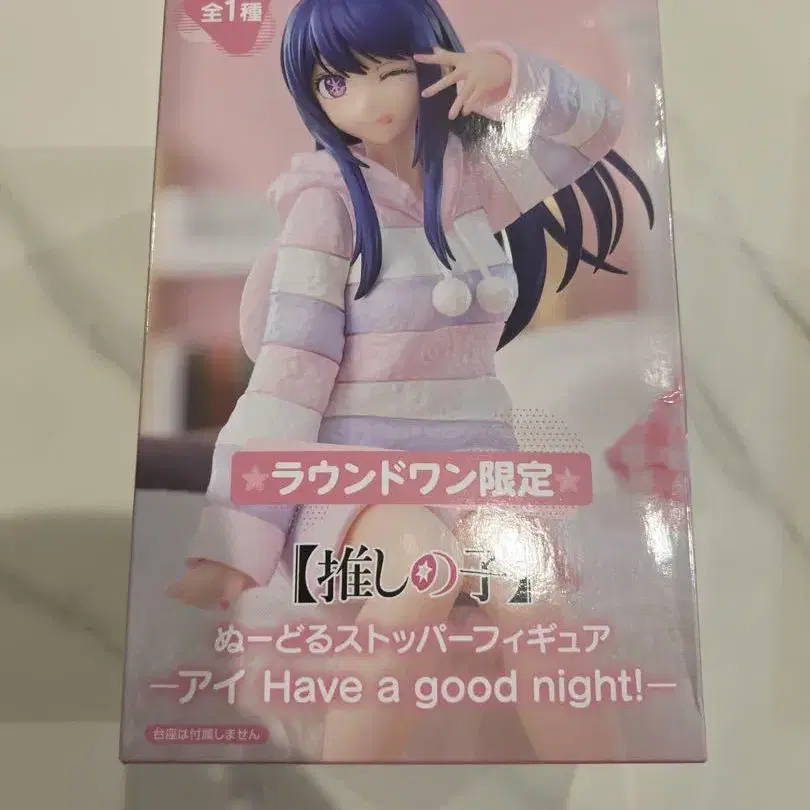 全1種
ラウンドワン限定
【推しの子】
ぬーどるストッパーフィギュア
―アイ Have a good night!―
台座は付属しません